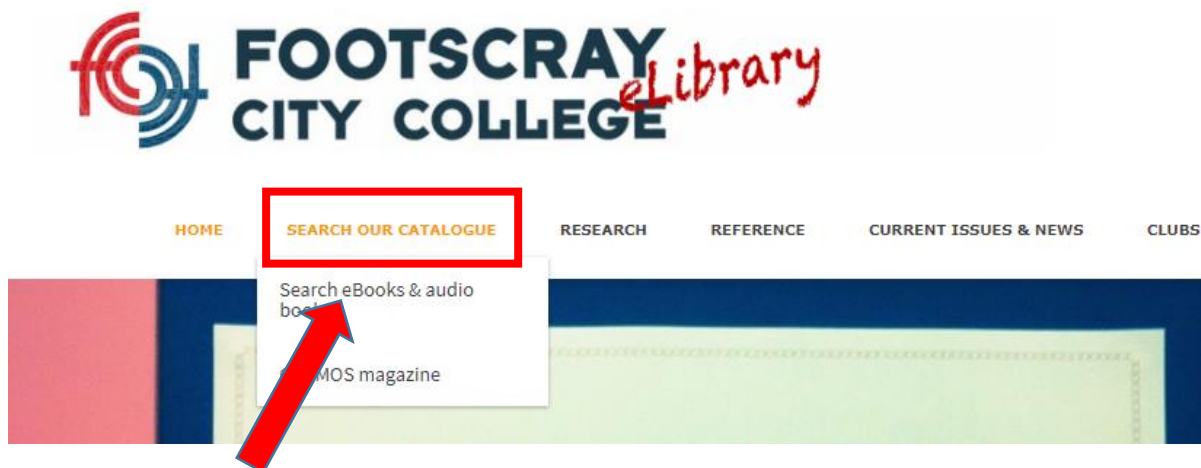 FOOTSCRAY
CITY COLLEGE
eLibrary
HOME SEARCH OUR CATALOGUE RESEARCH REFERENCE CURRENT ISSUES & NEWS CLUBS
Search eBooks & audio
MOS magazine